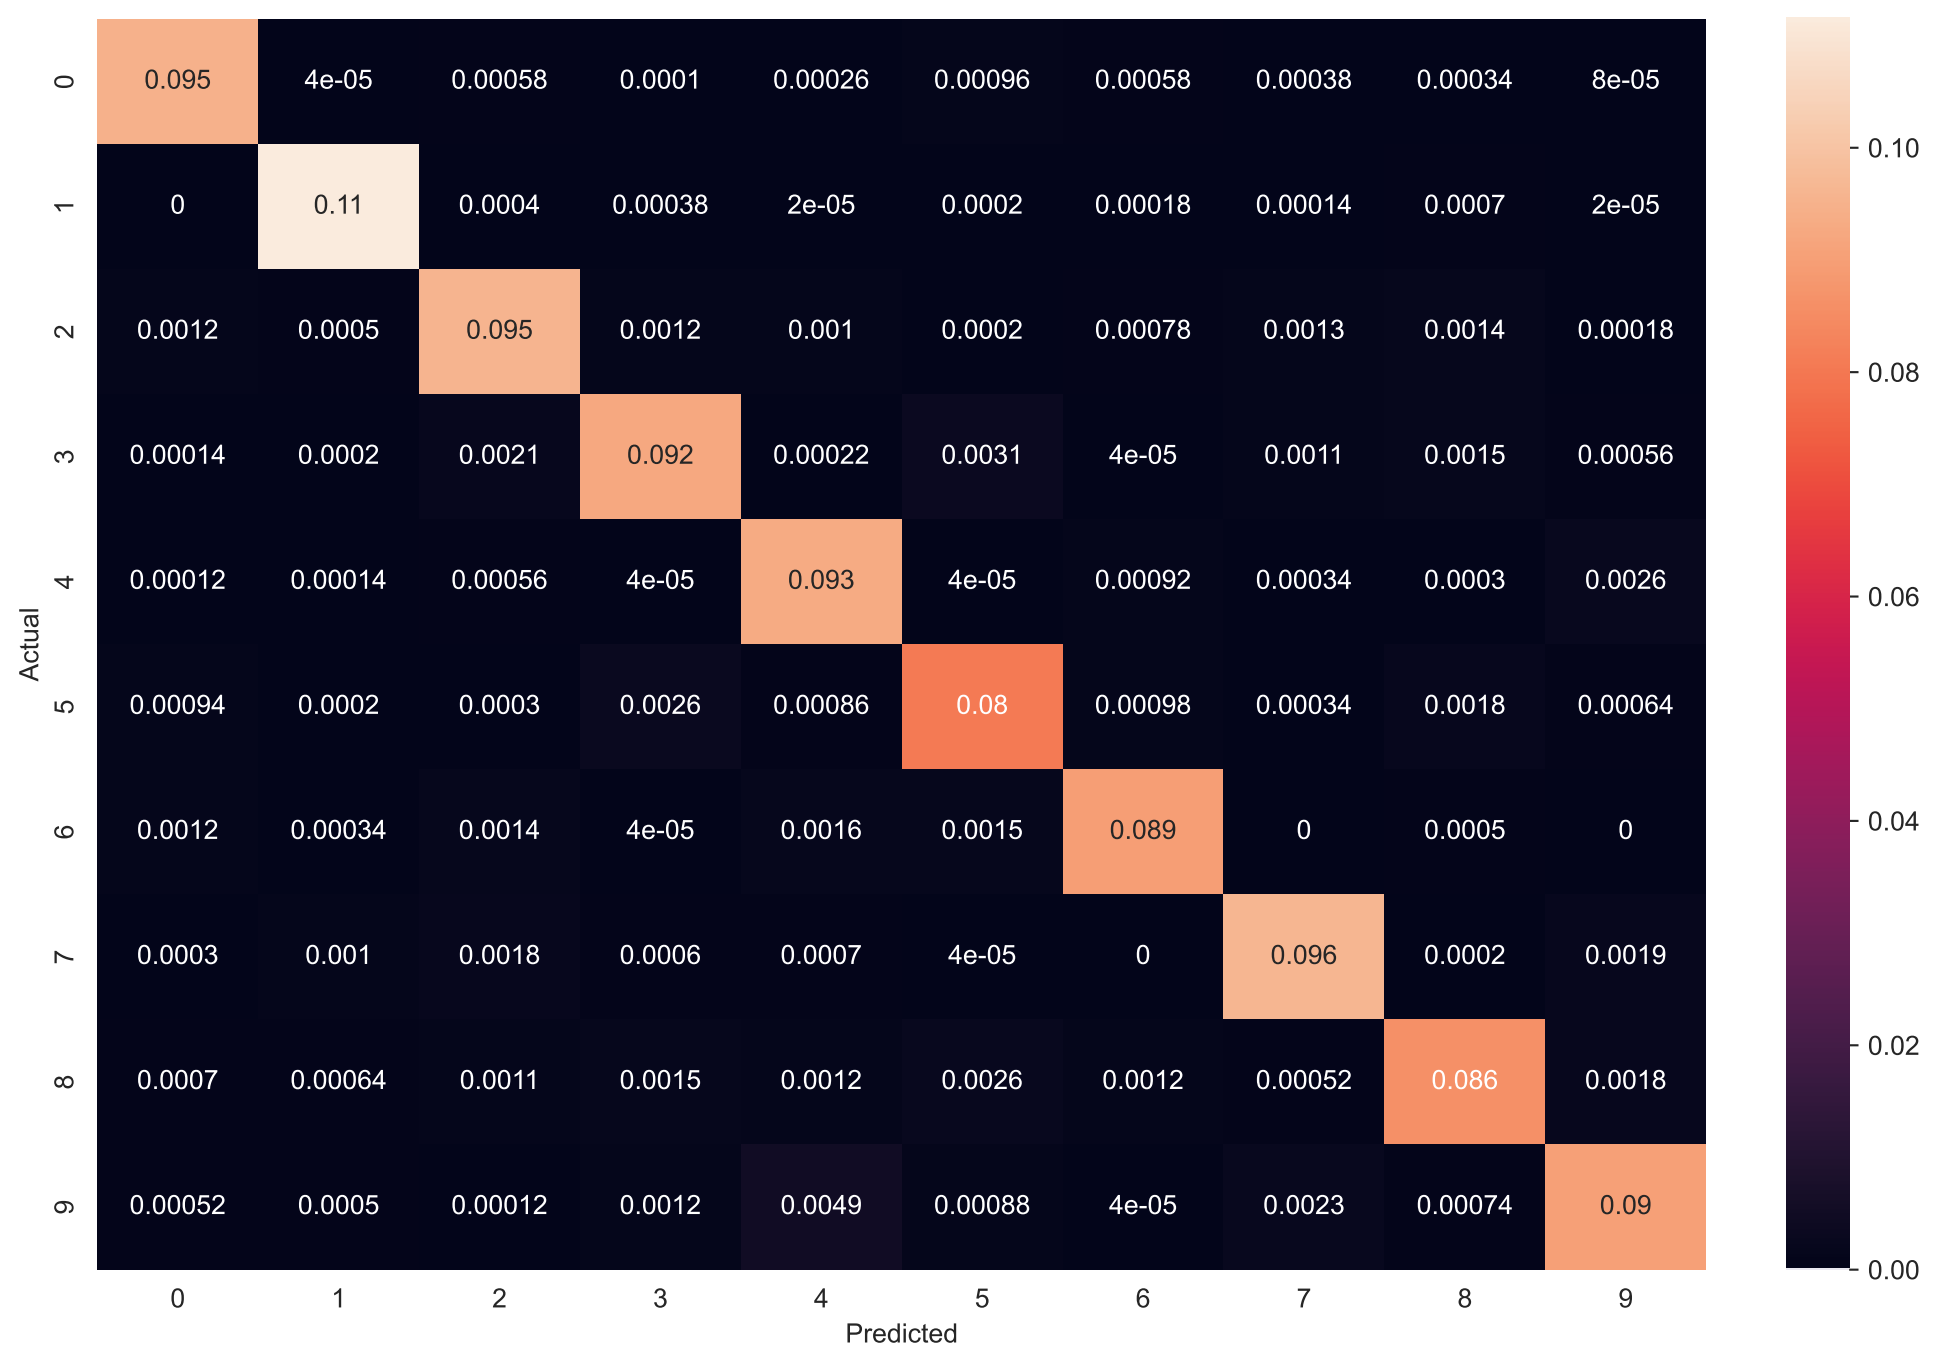 0 0.095 4e-05 0.00058 0.0001 0.00026 0.00096 0.00058 0.00038 0.00034 8e-05
1 0 0.11 0.0004 0.00038 2e-05 0.0002 0.00018 0.00014 0.0007 2e-05
2 0.0012 0.0005 0.095 0.0012 0.001 0.0002 0.00078 0.0013 0.0014 0.00018
3 0.00014 0.0002 0.0021 0.092 0.00022 0.0031 4e-05 0.0011 0.0015 0.00056
4 0.00012 0.00014 0.00056 4e-05 0.093 4e-05 0.00092 0.00034 0.0003 0.0026
Actual
5 0.00094 0.0002 0.0003 0.0026 0.00086 0.08 0.00098 0.00034 0.0018 0.00064
6 0.0012 0.00034 0.0014 4e-05 0.0016 0.0015 0.089 0 0.0005 0
7 0.0003 0.001 0.0018 0.0006 0.0007 4e-05 0 0.096 0.0002 0.0019
8 0.0007 0.00064 0.0011 0.0015 0.0012 0.0026 0.0012 0.00052 0.086 0.0018
9 0.00052 0.0005 0.00012 0.0012 0.0049 0.00088 4e-05 0.0023 0.00074 0.09
0 1 2 3 4 5 6 7 8 9
Predicted
0.10
0.08
0.06
0.04
0.02
0.00